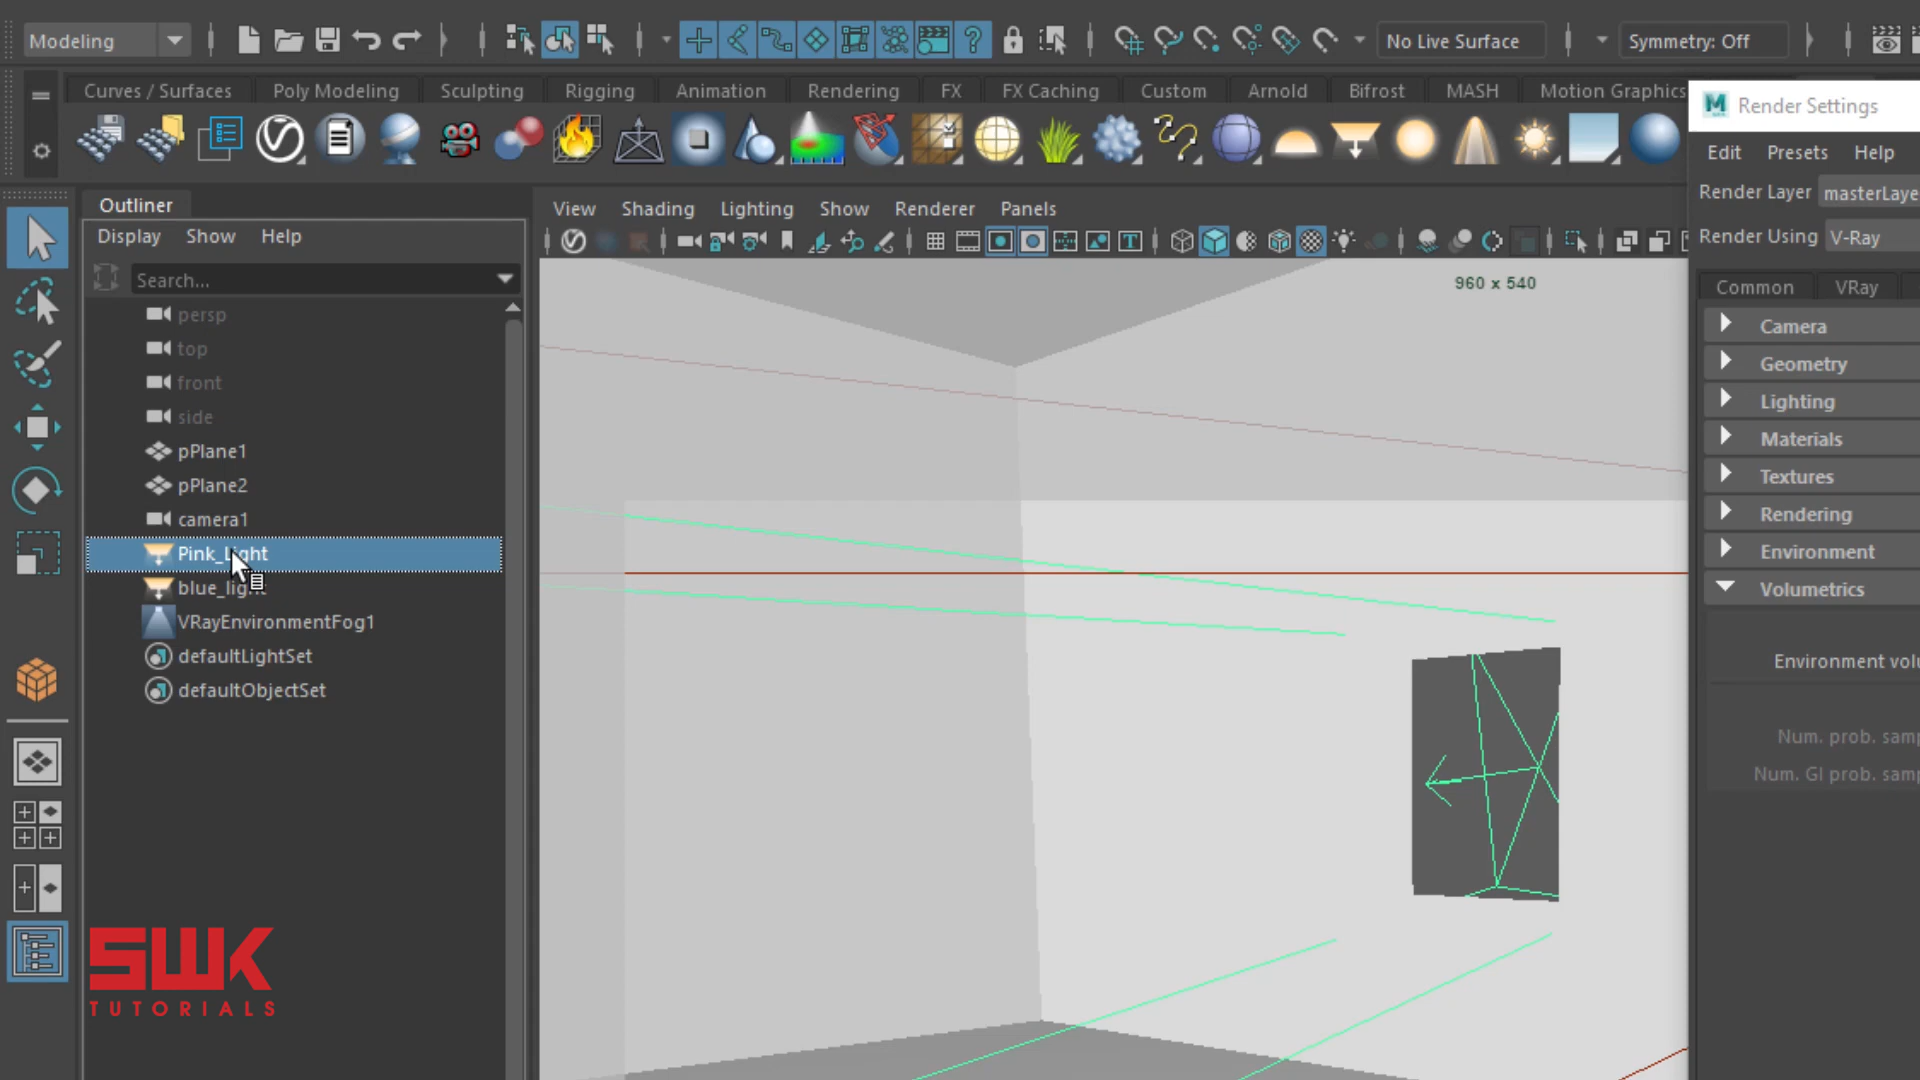 Modeling
No Live Surface
Symmetry: Off
Curves / Surfaces
Poly Modeling
Sculpting
Rigging
Animation
Rendering
FX
FX Caching
Custom
Arnold
Bifrost
MASH
Motion Graphics
Render Settings
Edit
Presets
Help
Render Layer
masterLaye
Render Using
V-Ray
Outliner
Display
Show
Help
View
Shading
Lighting
Show
Renderer
Panels
Search...
960 x 540
persp
top
front
side
pPlane1
pPlane2
camera1
Pink_Light
blue_light
VRayEnvironmentFog1
defaultLightSet
defaultObjectSet
Common
VRay
Camera
Geometry
Lighting
Materials
Textures
Rendering
Environment
Volumetrics
Environment volu
Num. prob. samp
Num. GI prob. samp
SWK
TUTORIALS